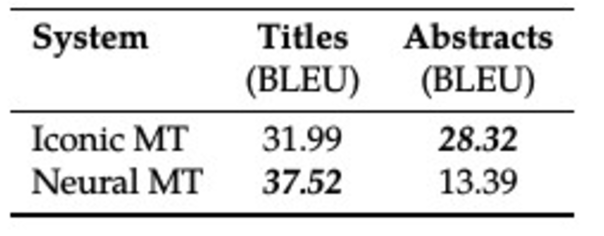 System Titles Abstracts
(BLEU) (BLEU)
Iconic MT 31.99 28.32
Neural MT 37.52 13.39